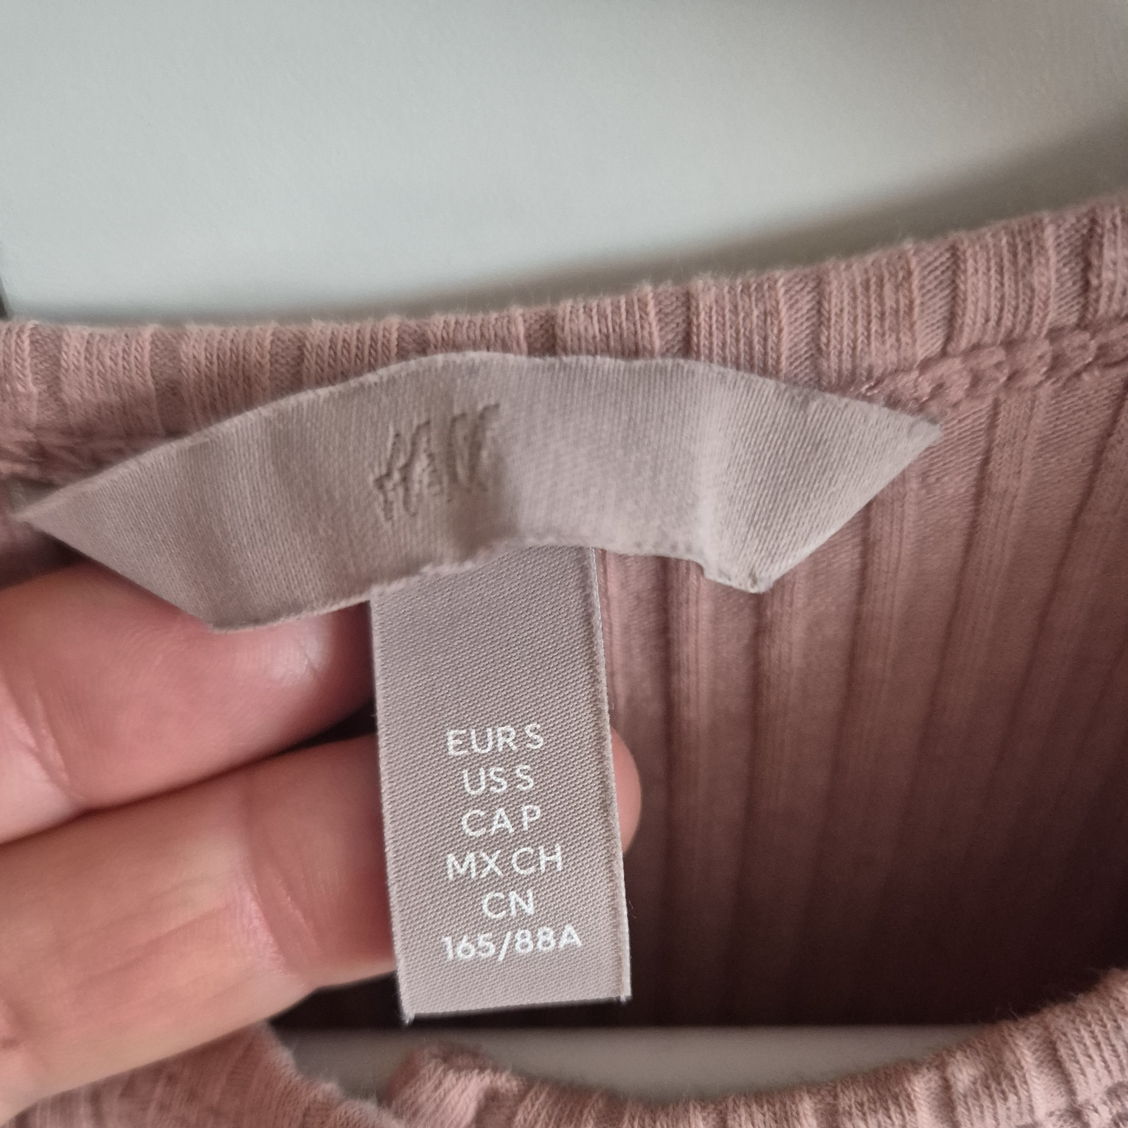 H&M
EUR S
US S
CA P
MX CH
CN
165/88A